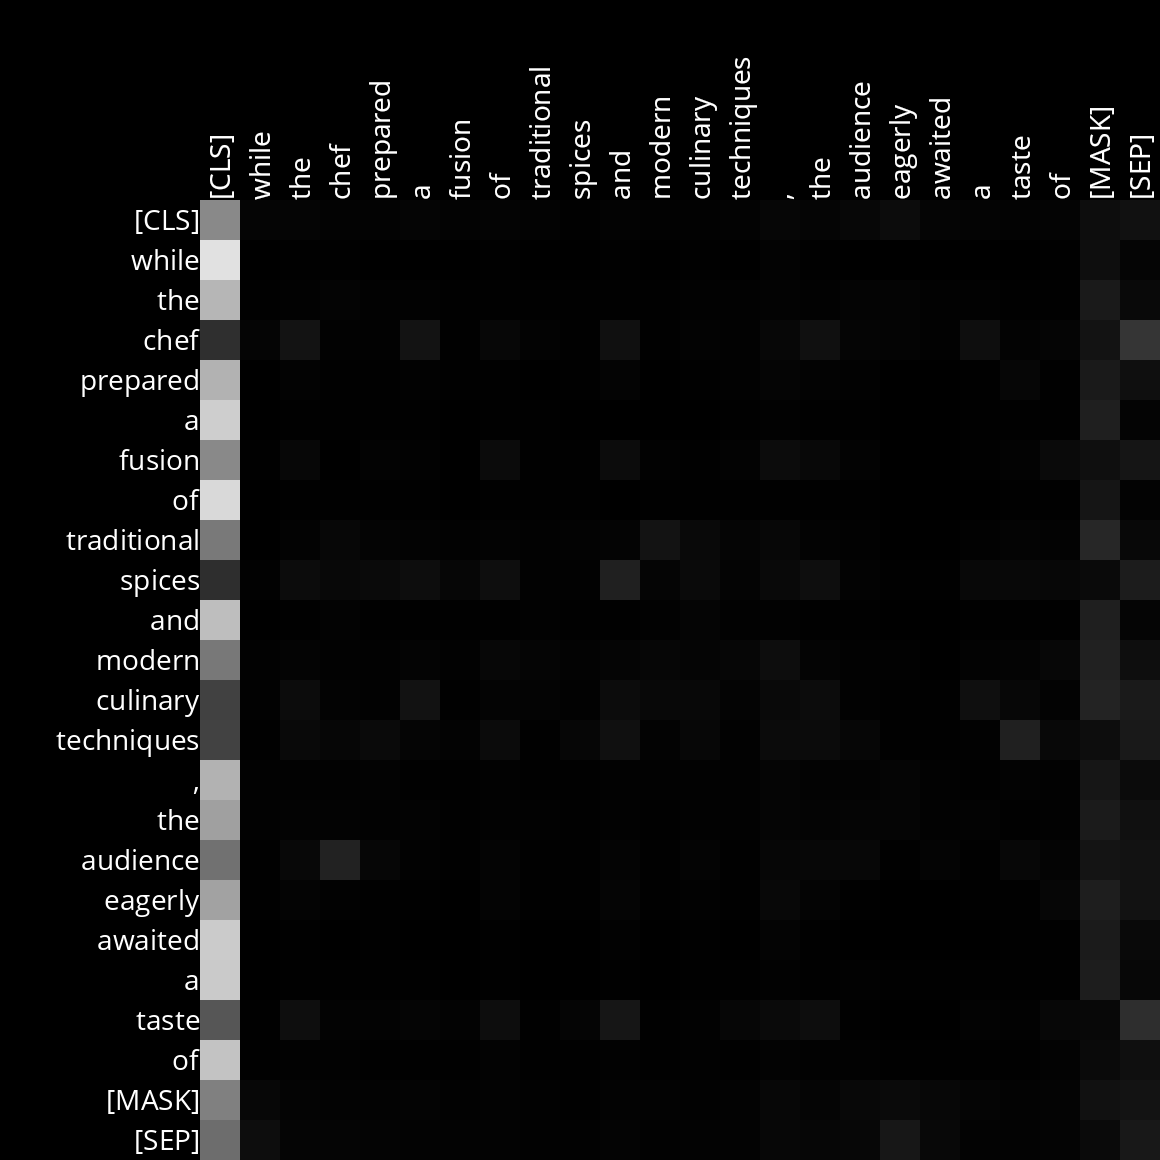 [CLS] while the chef prepared a fusion of traditional spices and modern culinary techniques , the audience eagerly awaited a taste of [MASK] [SEP]
[CLS]
while
the
chef
prepared
a
fusion
of
traditional
spices
and
modern
culinary
techniques
,
the
audience
eagerly
awaited
a
taste
of
[MASK]
[SEP]